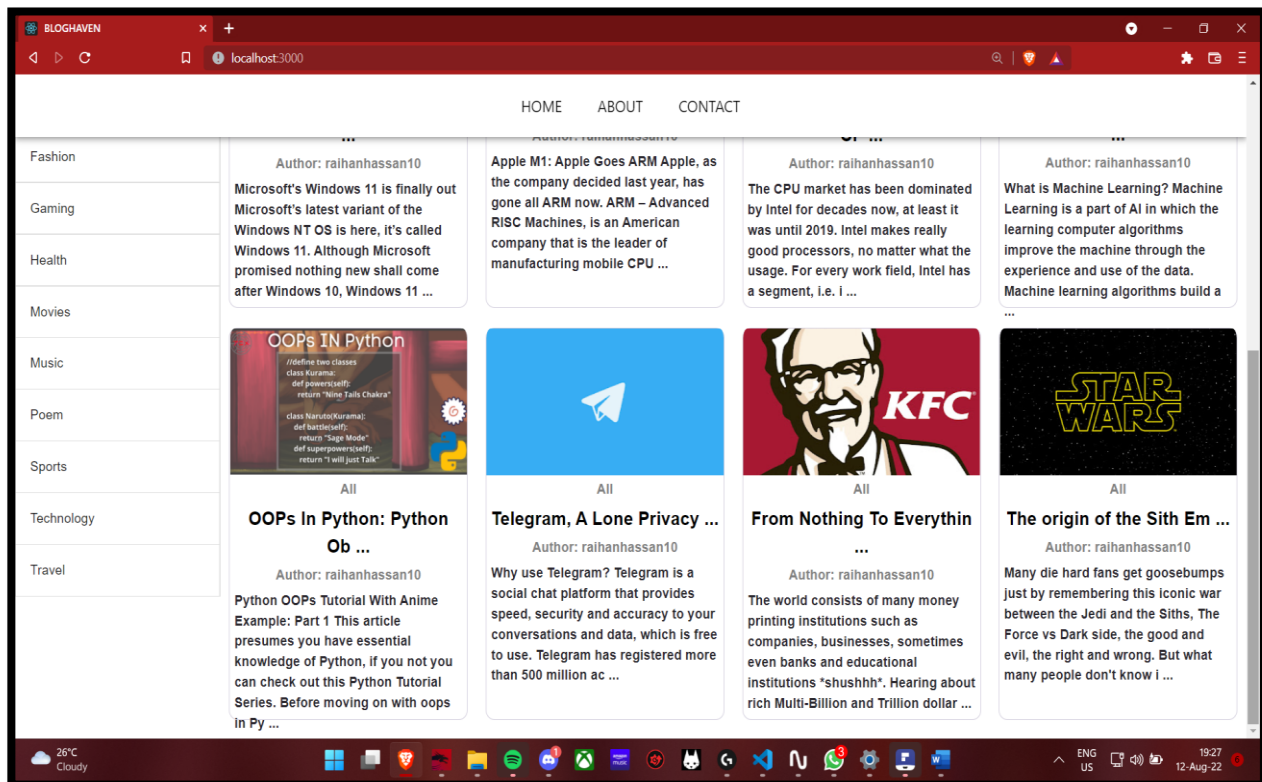 BLOGHAVEN
localhost:3000
HOME ABOUT CONTACT
Fashion
Gaming
Health
Movies
Music
Poem
Sports
Technology
Travel
...
Author: raihanhassan10
Microsoft's Windows 11 is finally out
Microsoft's latest variant of the
Windows NT OS is here, it's called
Windows 11. Although Microsoft
promised nothing new shall come
after Windows 10, Windows 11 ...
Author: raihanhassan10
Apple M1: Apple Goes ARM Apple, as
the company decided last year, has
gone all ARM now. ARM – Advanced
RISC Machines, is an American
company that is the leader of
manufacturing mobile CPU ...
OF ...
Author: raihanhassan10
The CPU market has been dominated
by Intel for decades now, at least it
was until 2019. Intel makes really
good processors, no matter what the
usage. For every work field, Intel has
a segment, i.e. i ...
...
Author: raihanhassan10
What is Machine Learning? Machine
Learning is a part of AI in which the
learning computer algorithms
improve the machine through the
experience and use of the data.
Machine learning algorithms build a
...
OOPs IN Python
//define two classes
class Kurama:
def powers(self):
return "Nine Tails Chakra"
class Naruto(Kurama):
def battle(self):
return "Sage Mode"
def superpowers(self):
return "I will just Talk"
All
OOPs In Python: Python
Ob ...
Author: raihanhassan10
Python OOPs Tutorial With Anime
Example: Part 1 This article
presumes you have essential
knowledge of Python, if you not you
can check out this Python Tutorial
Series. Before moving on with oops
in Py ...
All
Telegram, A Lone Privacy ...
Author: raihanhassan10
Why use Telegram? Telegram is a
social chat platform that provides
speed, security and accuracy to your
conversations and data, which is free
to use. Telegram has registered more
than 500 million ac ...
KFC
All
From Nothing To Everythin
...
Author: raihanhassan10
The world consists of many money
printing institutions such as
companies, businesses, sometimes
even banks and educational
institutions *shushhh*. Hearing about
rich Multi-Billion and Trillion dollar ...
STAR
WARS
All
The origin of the Sith Em ...
Author: raihanhassan10
Many die hard fans get goosebumps
just by remembering this iconic war
between the Jedi and the Siths, The
Force vs Dark side, the good and
evil, the right and wrong. But what
many people don't know i ...
26°C
Cloudy
1
music
3
ENG
US
19:27
12-Aug-22